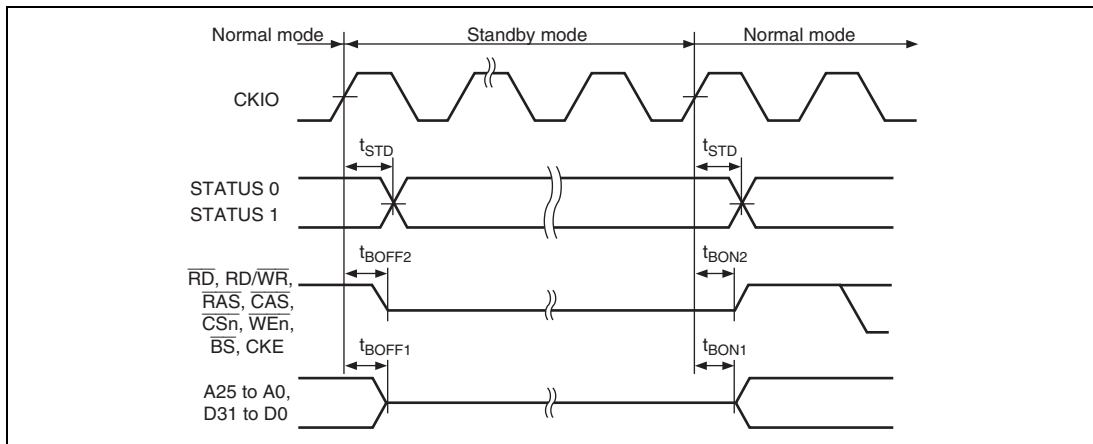 Normal mode Standby mode Normal mode
CKIO
tSTD tSTD
STATUS 0
STATUS 1
tBOFF2 tBON2
RD, RD/WR,
RAS, CAS,
CSn, WEn,
BS, CKE
tBOFF1 tBON1
A25 to A0,
D31 to D0